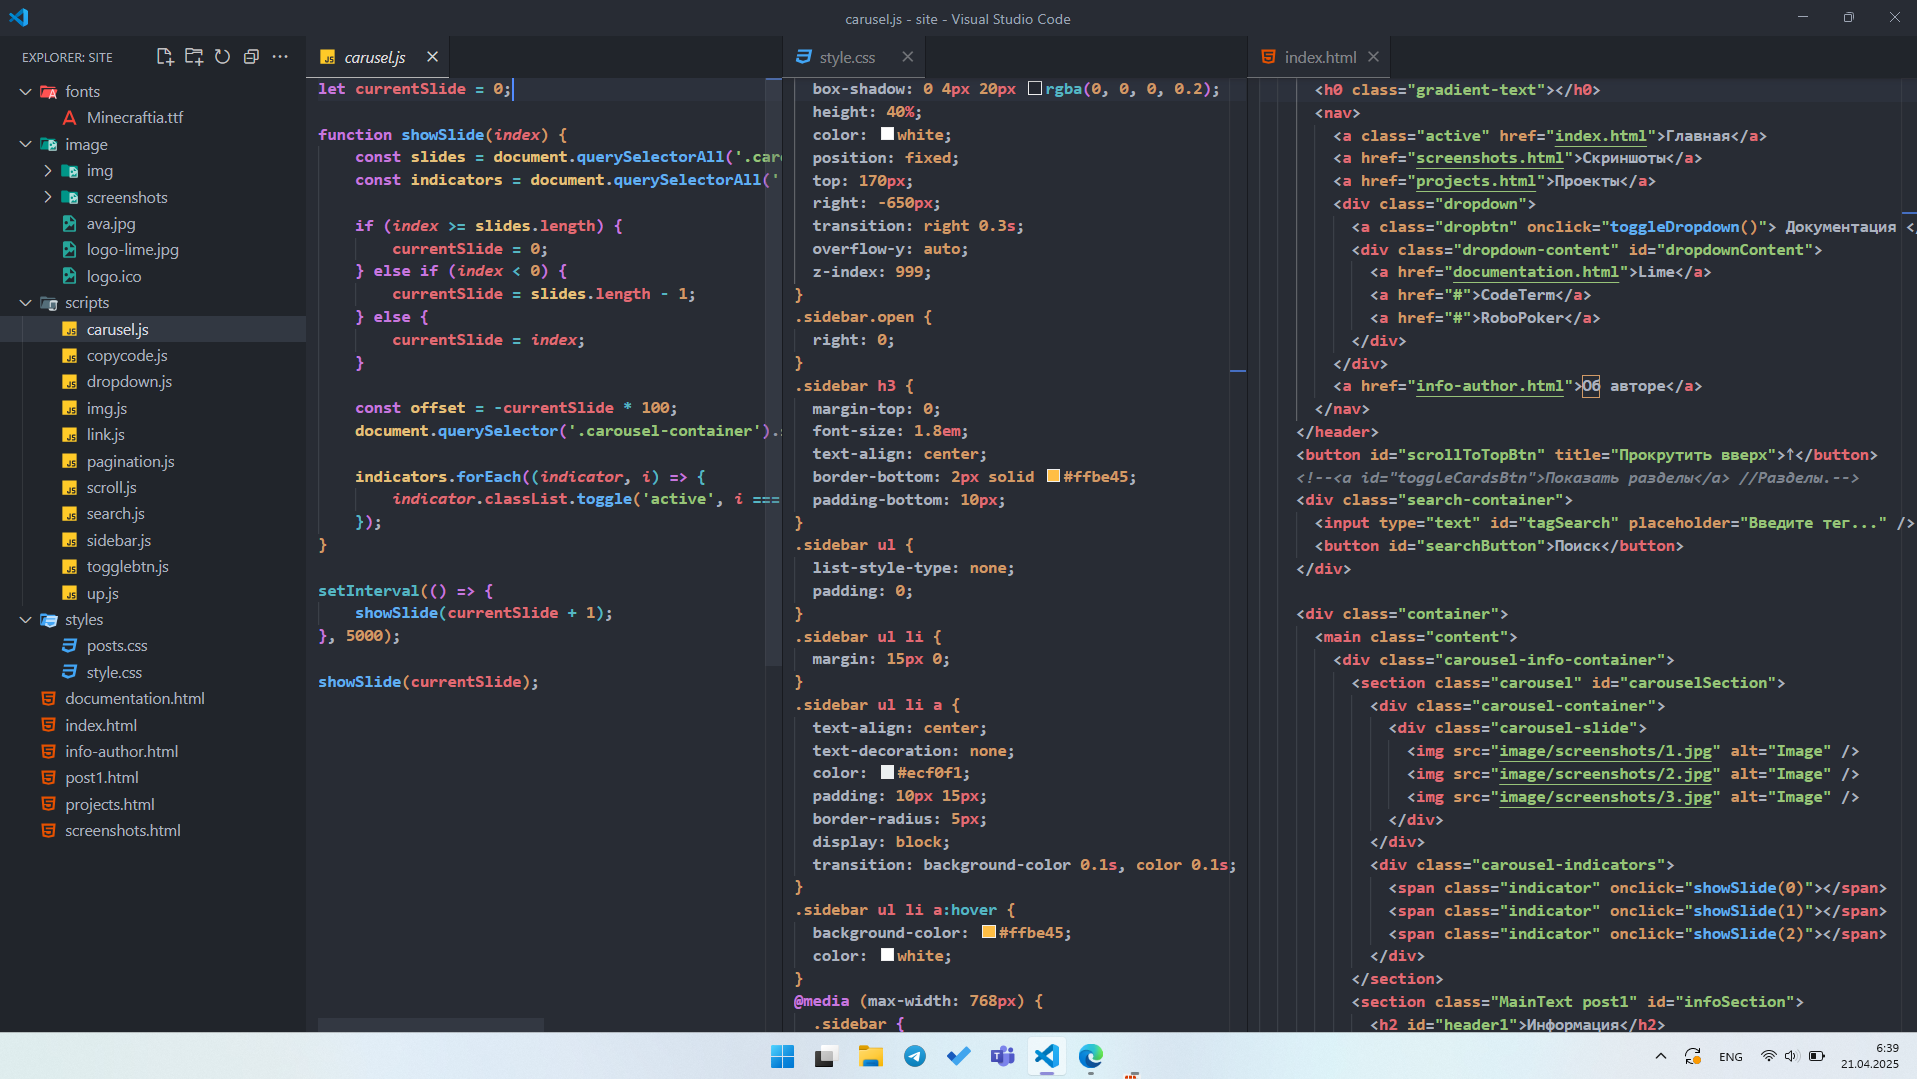 carusel.js - site - Visual Studio Code
EXPLORER: SITE
fonts
Minecraftia.ttf
image
img
screenshots
ava.jpg
logo-lime.jpg
logo.ico
scripts
carusel.js
copycode.js
dropdown.js
img.js
link.js
pagination.js
scroll.js
search.js
sidebar.js
togglebtn.js
up.js
styles
posts.css
style.css
documentation.html
index.html
info-author.html
post1.html
projects.html
screenshots.html
carusel.js
let currentSlide = 0;
function showSlide(index) {
const slides = document.querySelectorAll('.car
const indicators = document.querySelectorAll('
if (index >= slides.length) {
currentSlide = 0;
} else if (index < 0) {
currentSlide = slides.length - 1;
} else {
currentSlide = index;
}
const offset = -currentSlide * 100;
document.querySelector('.carousel-container').
indicators.forEach((indicator, i) => {
indicator.classList.toggle('active', i ===
});
}
setInterval(() => {
showSlide(currentSlide + 1);
}, 5000);
showSlide(currentSlide);
style.css
box-shadow: 0 4px 20px rgba(0, 0, 0, 0.2);
height: 40%;
color: white;
position: fixed;
top: 170px;
right: -650px;
transition: right 0.3s;
overflow-y: auto;
z-index: 999;
}
.sidebar.open {
right: 0;
}
.sidebar h3 {
margin-top: 0;
font-size: 1.8em;
text-align: center;
border-bottom: 2px solid #ffbe45;
padding-bottom: 10px;
}
.sidebar ul {
list-style-type: none;
padding: 0;
}
.sidebar ul li {
margin: 15px 0;
}
.sidebar ul li a {
text-align: center;
text-decoration: none;
color: #ecf0f1;
padding: 10px 15px;
border-radius: 5px;
display: block;
transition: background-color 0.1s, color 0.1s;
}
.sidebar ul li a:hover {
background-color: #ffbe45;
color: white;
}
@media (max-width: 768px) {
.sidebar {
index.html
<h0 class="gradient-text"></h0>
<nav>
<a class="active" href="index.html">Главная</a>
<a href="screenshots.html">Скриншоты</a>
<a href="projects.html">Проекты</a>
<div class="dropdown">
<a class="dropbtn" onclick="toggleDropdown()"> Документация <
<div class="dropdown-content" id="dropdownContent">
<a href="documentation.html">Lime</a>
<a href="#">CodeTerm</a>
<a href="#">RoboPoker</a>
</div>
</div>
<a href="info-author.html">Об авторе</a>
</nav>
</header>
<button id="scrollToTopBtn" title="Прокрутить вверх">↑</button>
<!--<a id="toggleCardsBtn">Показать разделы</a> //Разделы.-->
<div class="search-container">
<input type="text" id="tagSearch" placeholder="Введите тег..." />
<button id="searchButton">Поиск</button>
</div>
<div class="container">
<main class="content">
<div class="carousel-info-container">
<section class="carousel" id="carouselSection">
<div class="carousel-container">
<div class="carousel-slide">
<img src="image/screenshots/1.jpg" alt="Image" />
<img src="image/screenshots/2.jpg" alt="Image" />
<img src="image/screenshots/3.jpg" alt="Image" />
</div>
</div>
<div class="carousel-indicators">
<span class="indicator" onclick="showSlide(0)"></span>
<span class="indicator" onclick="showSlide(1)"></span>
<span class="indicator" onclick="showSlide(2)"></span>
</div>
</section>
<section class="MainText post1" id="infoSection">
<h2 id="header1">Информация</h2>
ENG
6:39
21.04.2025